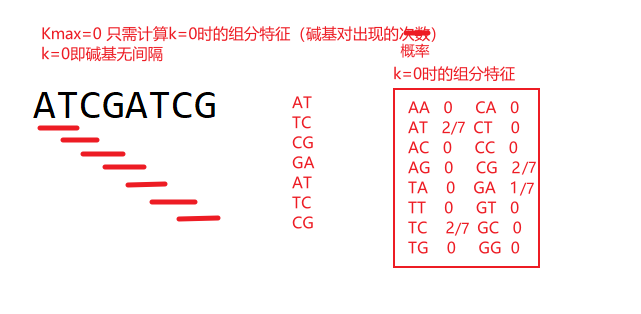 Kmax=0 只需计算k=0时的组分特征（碱基对出现的次数）
概率
k=0即碱基无间隔
k=0时的组分特征
ATCGATCG
AT
TC
CG
GA
AT
TC
CG
AA 0 CA 0
AT 2/7 CT 0
AC 0 CC 0
AG 0 CG 2/7
TA 0 GA 1/7
TT 0 GT 0
TC 2/7 GC 0
TG 0 GG 0